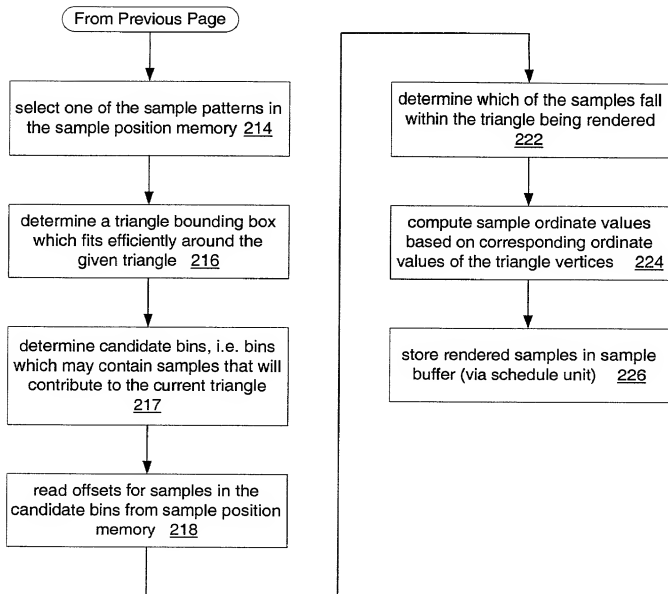 From Previous Page
select one of the sample patterns in
the sample position memory 214
determine a triangle bounding box
which fits efficiently around the
given triangle 216
determine candidate bins, i.e. bins
which may contain samples that will
contribute to the current triangle
217
read offsets for samples in the
candidate bins from sample position
memory 218
determine which of the samples fall
within the triangle being rendered
222
compute sample ordinate values
based on corresponding ordinate
values of the triangle vertices 224
store rendered samples in sample
buffer (via schedule unit) 226